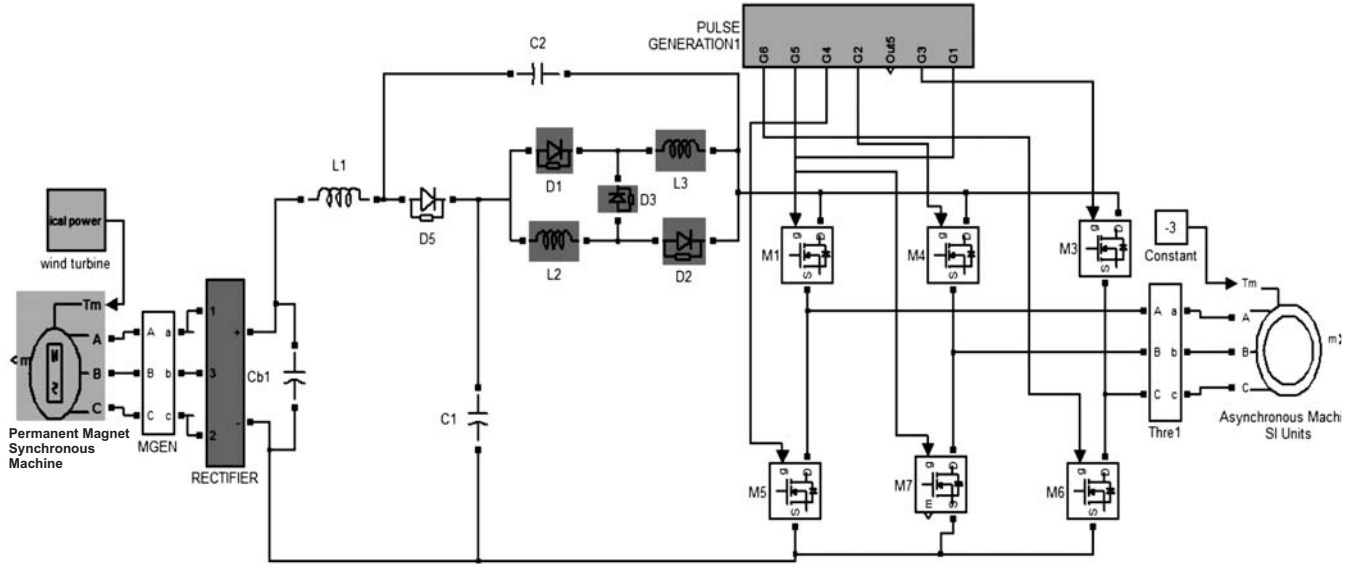 PULSE
GENERATION1
G6
G5
G4
G2
Out5
G3
G1
C2
D1
L3
D3
L2
D2
L1
D5
ical power
wind turbine
Tm
A
B
C
m
Permanent Magnet
Synchronous
Machine
A a
B b
C c
MGEN
1
3
2
+
-
RECTIFIER
Cb1
C1
M1
g
S
M4
g
S
M3
g
S
-3
Constant
A a
B b
C c
Thre1
Tm
A
B
C
m
Asynchronous Machi
SI Units
M5
g
S
M7
g
m
S
M6
g
S